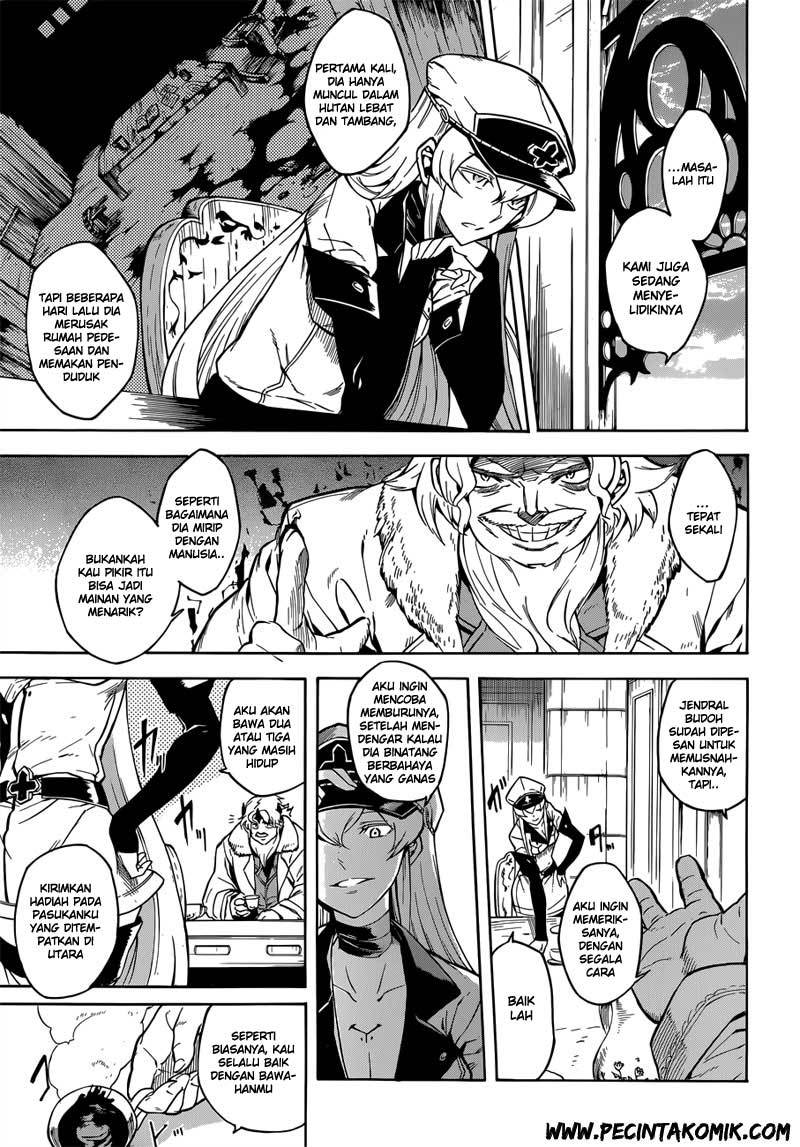 ...MASA-
LAH ITU
KAMI JUGA
SEDANG
MENYE-
LIDIKINYA
PERTAMA KALI,
DIA HANYA
MUNCUL DALAM
HUTAN LEBAT
DAN TAMBANG,
TAPI BEBERAPA
HARI LALU DIA
MERUSAK
RUMAH PEDE-
SAAN DAN
MEMAKAN PEN-
DUDUK
...
TEPAT
SEKALI
SEPERTI
BAGAIMANA
DIA MIRIP
DENGAN
MANUSIA..
BUKANKAH
KAU PIKIR ITU
BISA JADI
MAINAN YANG
MENARIK?
JENDRAL
BUDOH
SUDAH DIPE-
SAN UNTUK
MEMUSNAH-
KANNYA,
TAPI..
AKU INGIN
MEMERIK-
SANYA,
DENGAN
SEGALA
CARA
BAIK
LAH
AKU INGIN
MENCOBA
MEMBURUNYA,
SETELAH MEN-
DENGAR KALAU
DIA BINATANG
BERBAHAYA
YANG GANAS
AKU AKAN
BAWA DUA
ATAU TIGA
YANG MASIH
HIDUP
KIRIMKAN
HADIAH PADA
PASUKANKU
YANG DITEM-
PATKAN DI
UTARA
SEPERTI
BIASANYA, KAU
SELALU BAIK
DENGAN BAWA-
HANMU
WWW.PECINTAKOMIK.COM